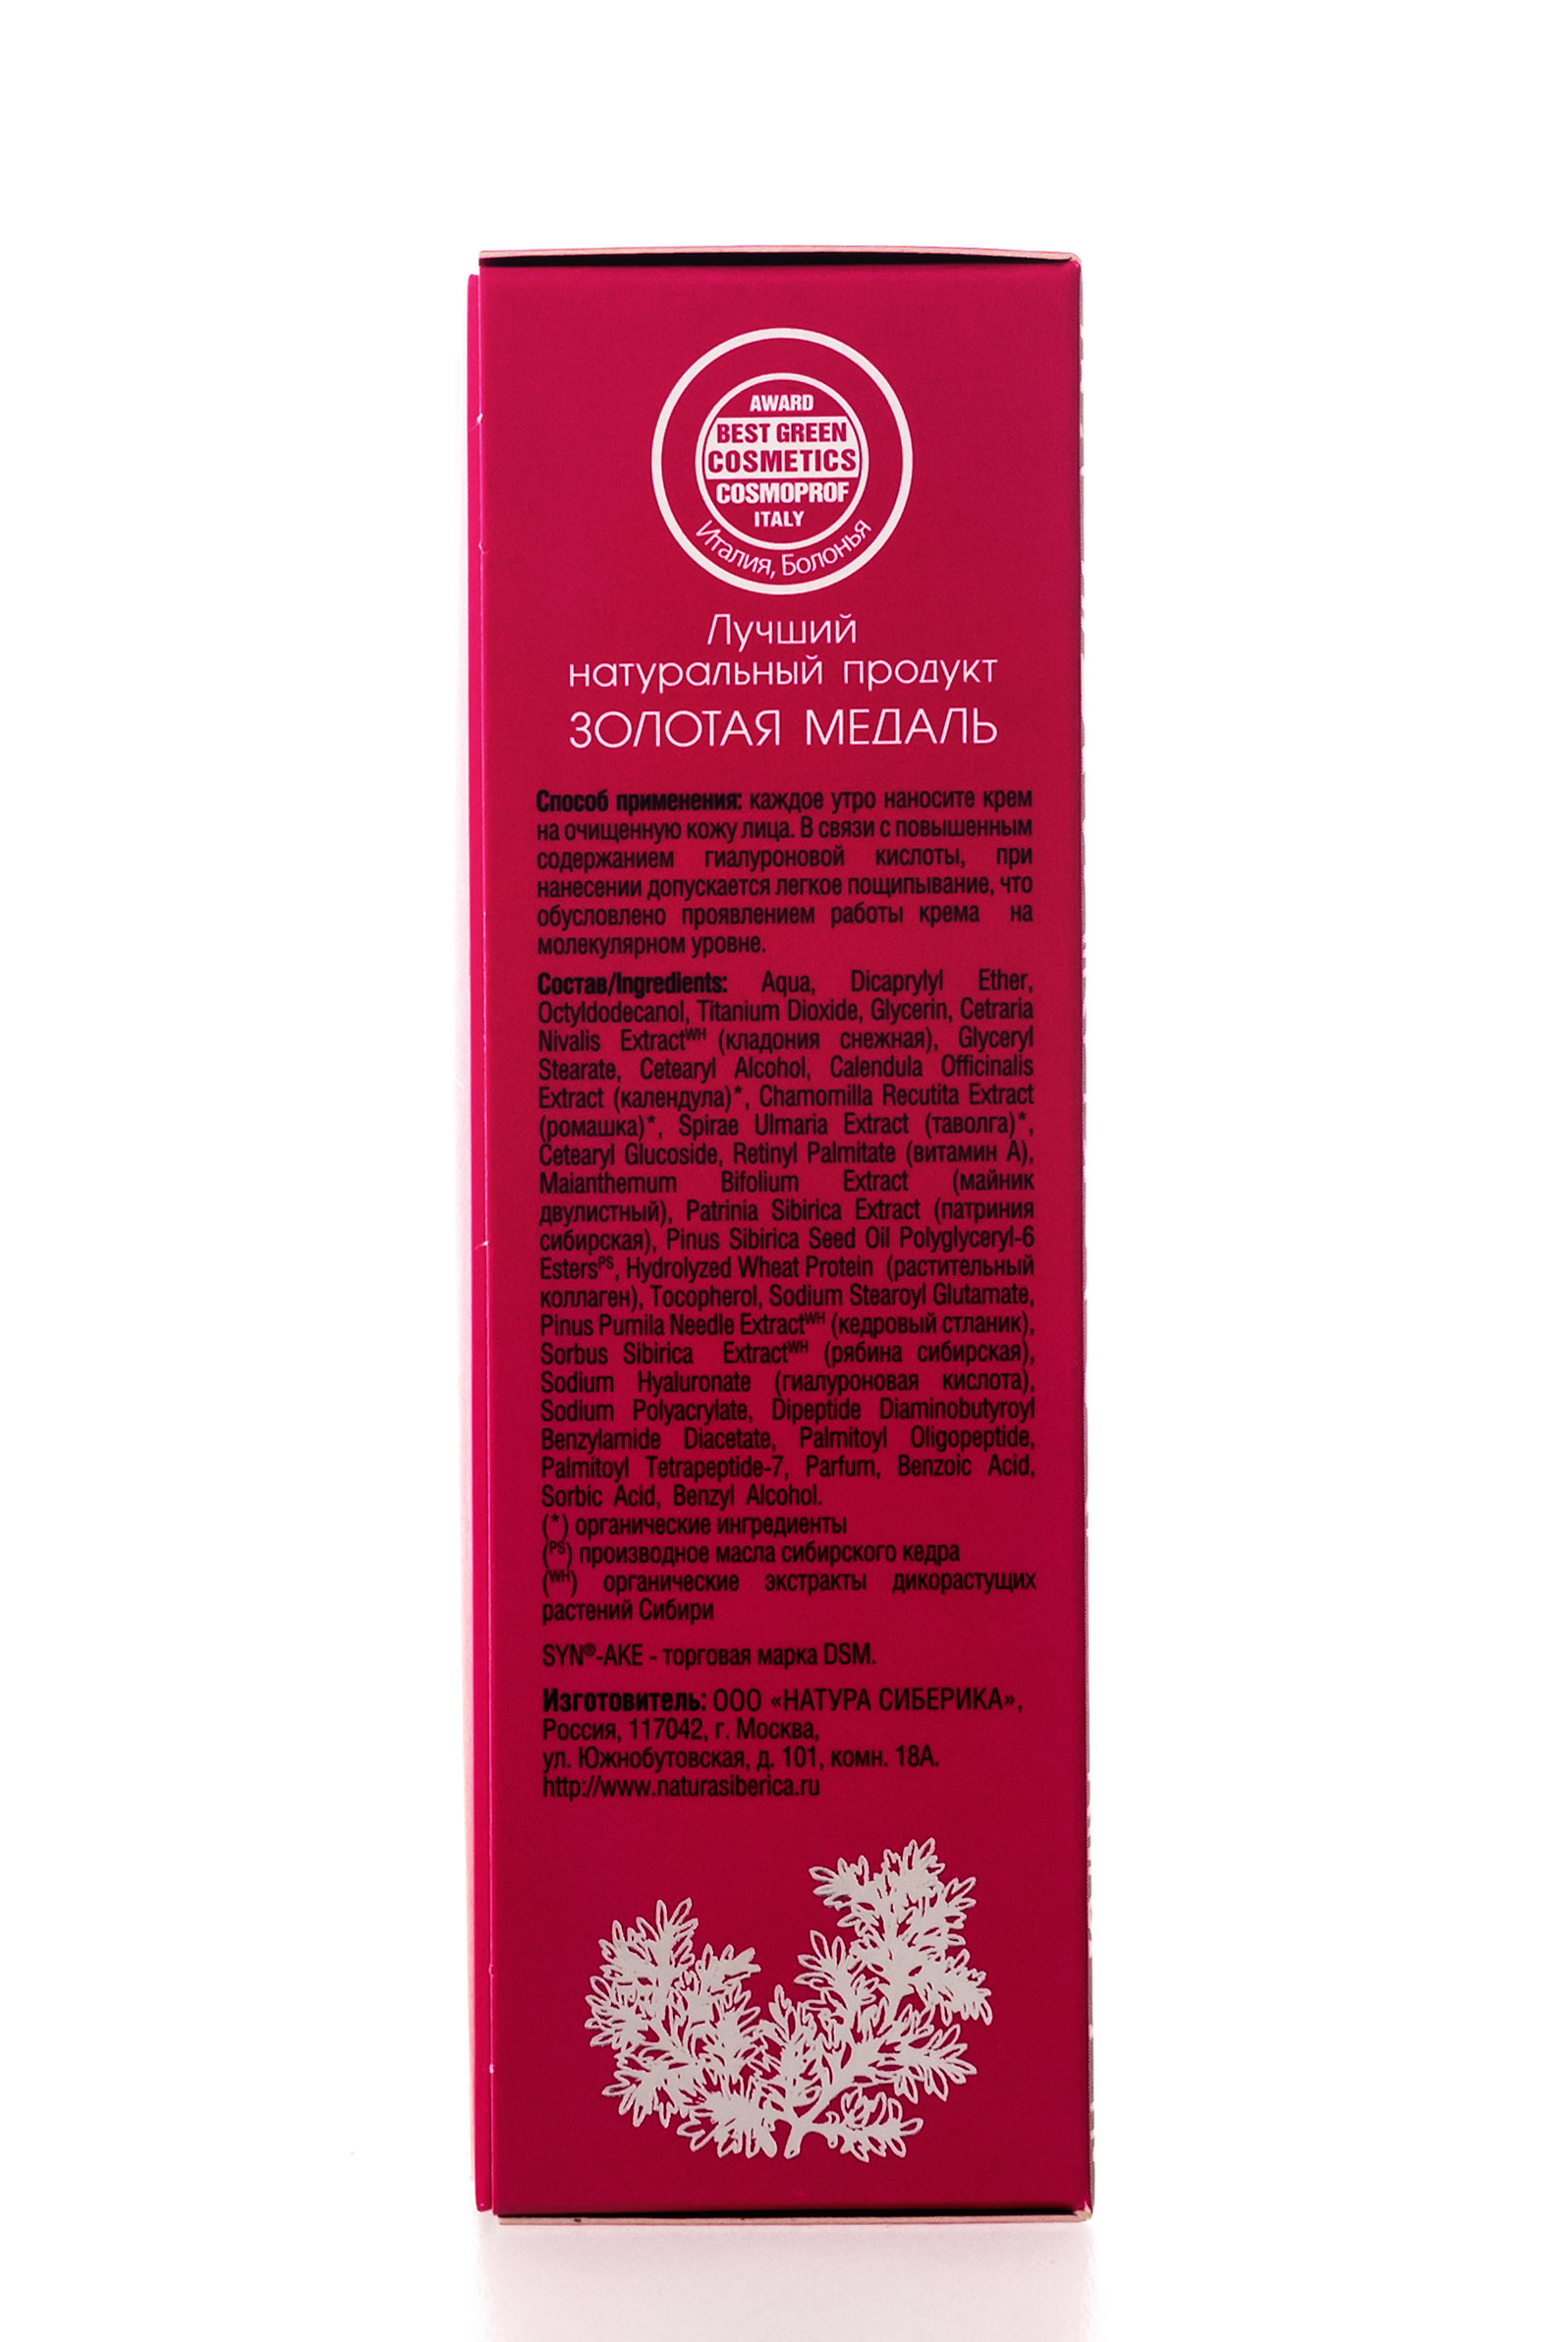 AWARD
BEST GREEN
COSMETICS
COSMOPROF
ITALY
Италия, Болонья
Лучший
натуральный продукт
ЗОЛОТАЯ МЕДАЛЬ
Способ применения: каждое утро наносите крем
на очищенную кожу лица. В связи с повышенным
содержанием гиалуроновой кислоты, при
нанесении допускается легкое пощипывание, что
обусловлено проявлением работы крема на
молекулярном уровне.
Состав/Ingredients: Aqua, Dicaprylyl Ether,
Octyldodecanol, Titanium Dioxide, Glycerin, Cetraria
Nivalis Extractᵂᴴ (кладония снежная), Glyceryl
Stearate, Cetearyl Alcohol, Calendula Officinalis
Extract (календула)*, Chamomilla Recutita Extract
(ромашка)*, Spirae Ulmaria Extract (таволга)*,
Cetearyl Glucoside, Retinyl Palmitate (витамин А),
Maianthemum Bifolium Extract (майник
двулистный), Patrinia Sibirica Extract (патриния
сибирская), Pinus Sibirica Seed Oil Polyglyceryl-6
Estersᴾˢ, Hydrolyzed Wheat Protein (растительный
коллаген), Tocopherol, Sodium Stearoyl Glutamate,
Pinus Pumila Needle Extractᵂᴴ (кедровый стланик),
Sorbus Sibirica Extractᵂᴴ (рябина сибирская),
Sodium Hyaluronate (гиалуроновая кислота),
Sodium Polyacrylate, Dipeptide Diaminobutyroyl
Benzylamide Diacetate, Palmitoyl Oligopeptide,
Palmitoyl Tetrapeptide-7, Parfum, Benzoic Acid,
Sorbic Acid, Benzyl Alcohol.
(*) органические ингредиенты
(ᴾˢ) производное масла сибирского кедра
(ᵂᴴ) органические экстракты дикорастущих
растений Сибири
SYN®-AKE - торговая марка DSM.
Изготовитель: ООО «НАТУРА СИБЕРИКА»,
Россия, 117042, г. Москва,
ул. Южнобутовская, д. 101, комн. 18А.
http://www.naturasiberica.ru